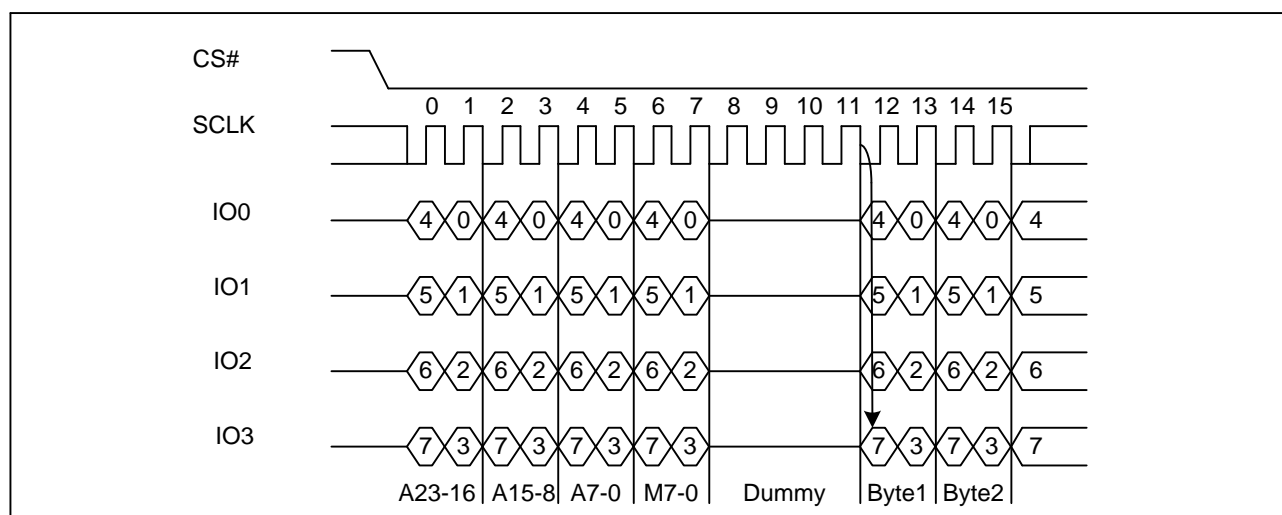 CS#
0 1 2 3 4 5 6 7 8 9 10 11 12 13 14 15
SCLK
IO0 4 0 4 0 4 0 4 0 4 0 4 0 4
IO1 5 1 5 1 5 1 5 1 5 1 5 1 5
IO2 6 2 6 2 6 2 6 2 6 2 6 2 6
IO3 7 3 7 3 7 3 7 3 7 3 7 3 7
A23-16 A15-8 A7-0 M7-0 Dummy Byte1 Byte2